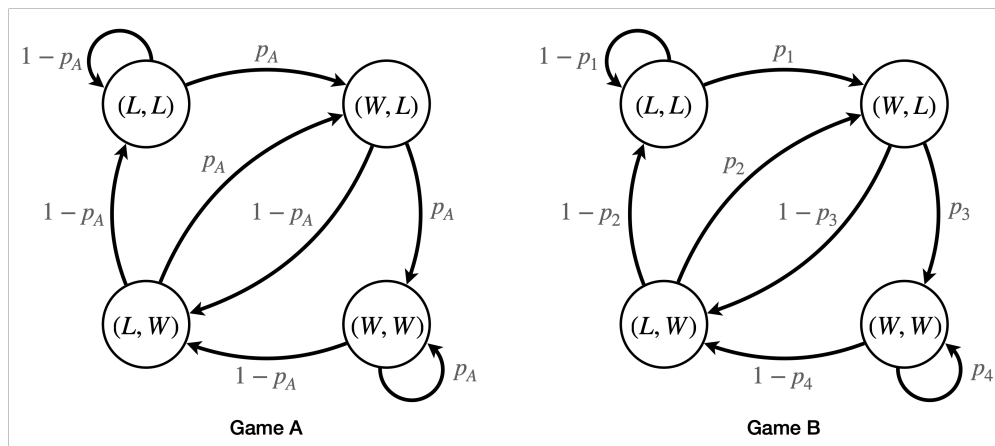 1 − p_A
p_A
(L, L)
(W, L)
p_A
1 − p_A
1 − p_A
p_A
(L, W)
(W, W)
1 − p_A
p_A
Game A
1 − p_1
p_1
(L, L)
(W, L)
p_2
1 − p_2
1 − p_3
p_3
(L, W)
(W, W)
1 − p_4
p_4
Game B